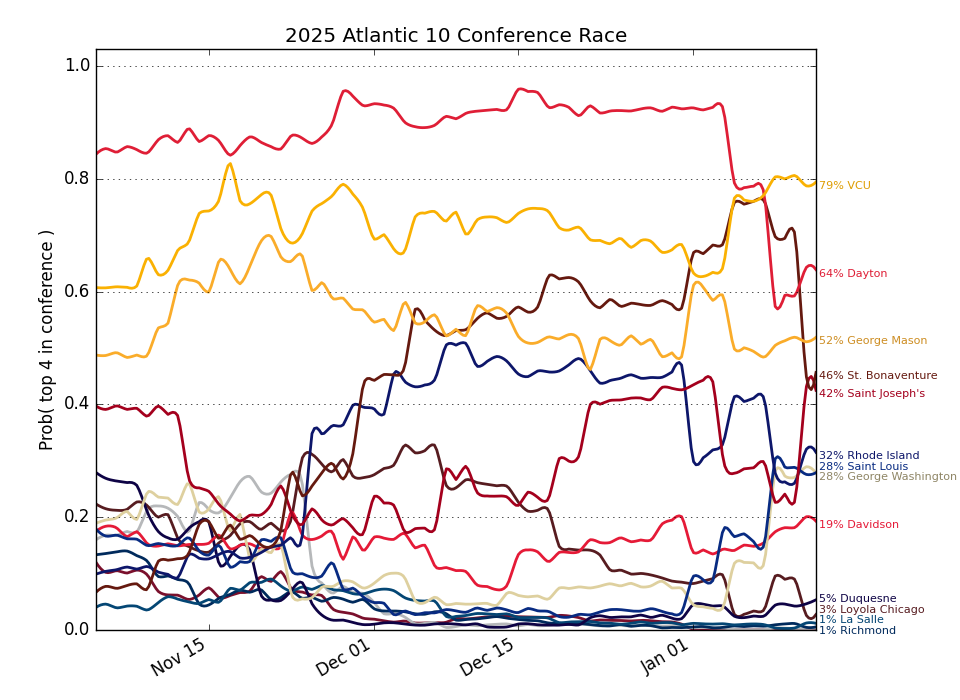 2025 Atlantic 10 Conference Race
Prob( top 4 in conference )
1.0
0.8
0.6
0.4
0.2
0.0
Nov 15
Dec 01
Dec 15
Jan 01
79% VCU
64% Dayton
52% George Mason
46% St. Bonaventure
42% Saint Joseph's
32% Rhode Island
28% Saint Louis
28% George Washington
19% Davidson
5% Duquesne
3% Loyola Chicago
1% La Salle
1% Richmond